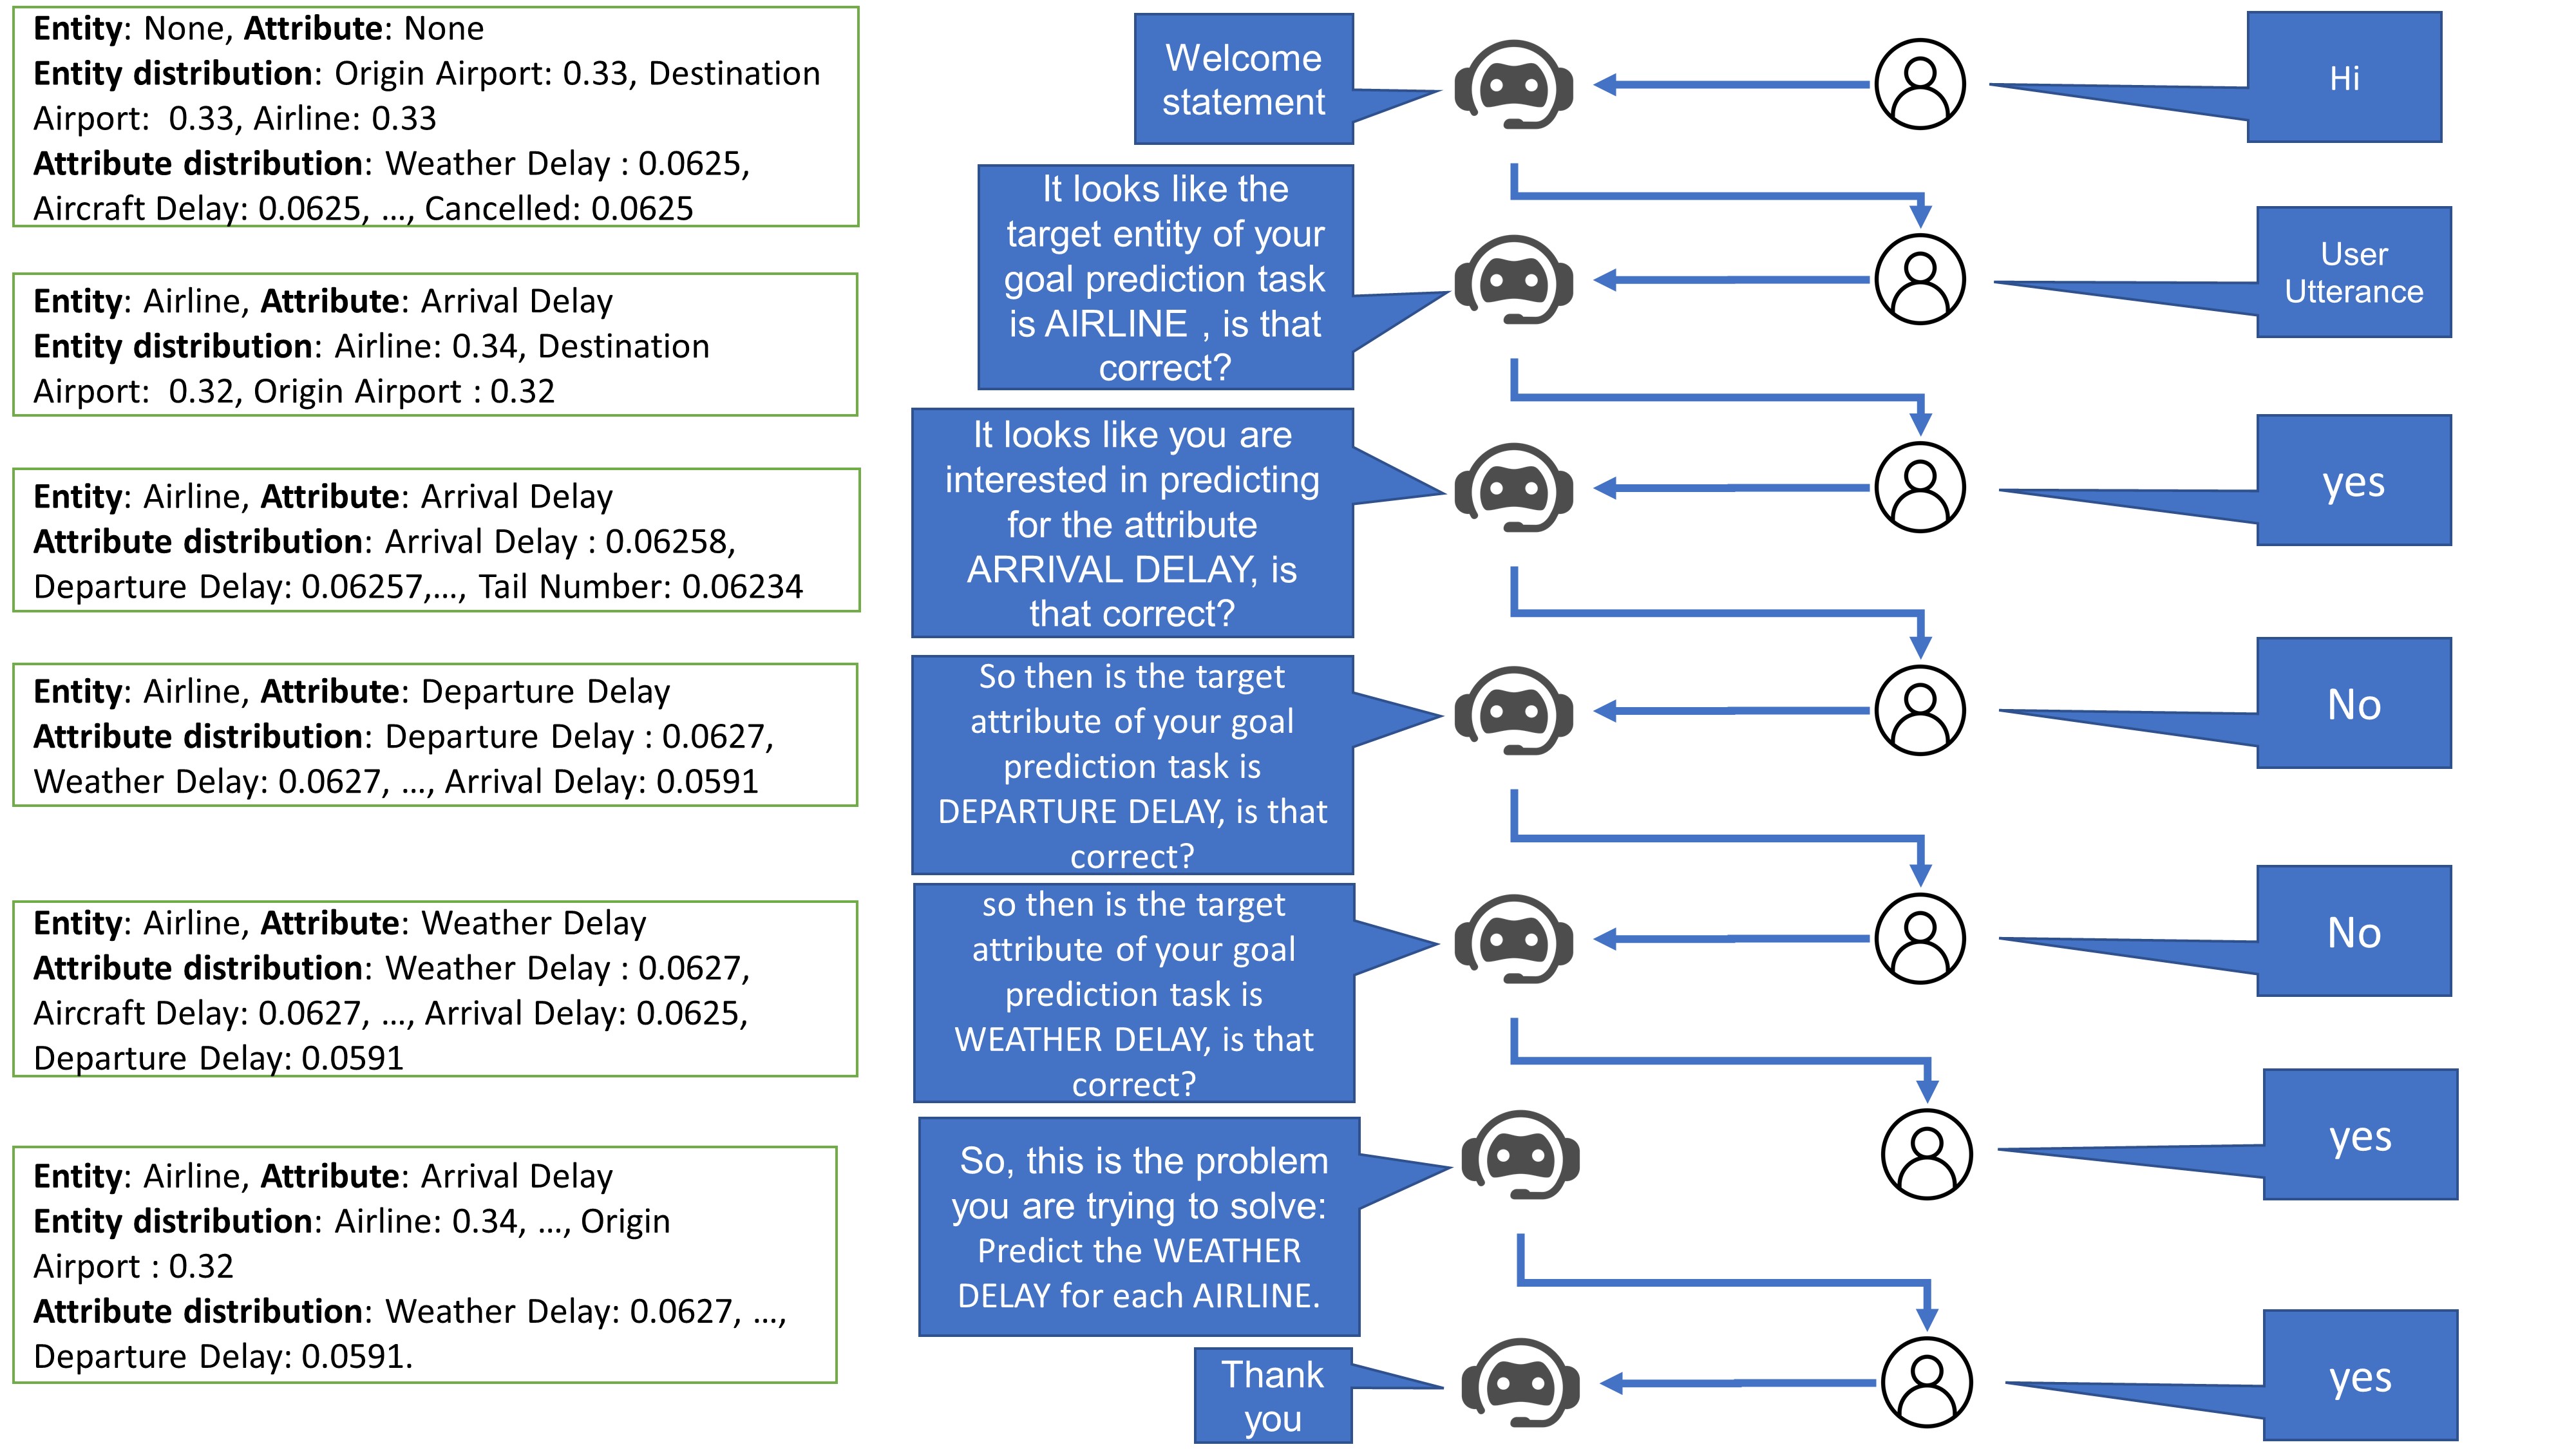 Entity: None, Attribute: None
Entity distribution: Origin Airport: 0.33, Destination
Airport:  0.33, Airline: 0.33
Attribute distribution: Weather Delay : 0.0625,
Aircraft Delay: 0.0625, ..., Cancelled: 0.0625
Welcome
statement
Hi
Entity: Airline, Attribute: Arrival Delay
Entity distribution: Airline: 0.34, Destination
Airport:  0.32, Origin Airport : 0.32
It looks like the
target entity of your
goal prediction task
is AIRLINE , is that
correct?
User
Utterance
Entity: Airline, Attribute: Arrival Delay
Attribute distribution: Arrival Delay : 0.06258,
Departure Delay: 0.06257,..., Tail Number: 0.06234
It looks like you are
interested in predicting
for the attribute
ARRIVAL DELAY, is
that correct?
yes
Entity: Airline, Attribute: Departure Delay
Attribute distribution: Departure Delay : 0.0627,
Weather Delay: 0.0627, ..., Arrival Delay: 0.0591
So then is the target
attribute of your goal
prediction task is
DEPARTURE DELAY, is that
correct?
No
Entity: Airline, Attribute: Weather Delay
Attribute distribution: Weather Delay : 0.0627,
Aircraft Delay: 0.0627, ..., Arrival Delay: 0.0625,
Departure Delay: 0.0591
so then is the target
attribute of your goal
prediction task is
WEATHER DELAY, is that
correct?
No
Entity: Airline, Attribute: Arrival Delay
Entity distribution: Airline: 0.34, ..., Origin
Airport : 0.32
Attribute distribution: Weather Delay: 0.0627, ...,
Departure Delay: 0.0591.
So, this is the problem
you are trying to solve:
Predict the WEATHER
DELAY for each AIRLINE.
yes
Thank
you
yes